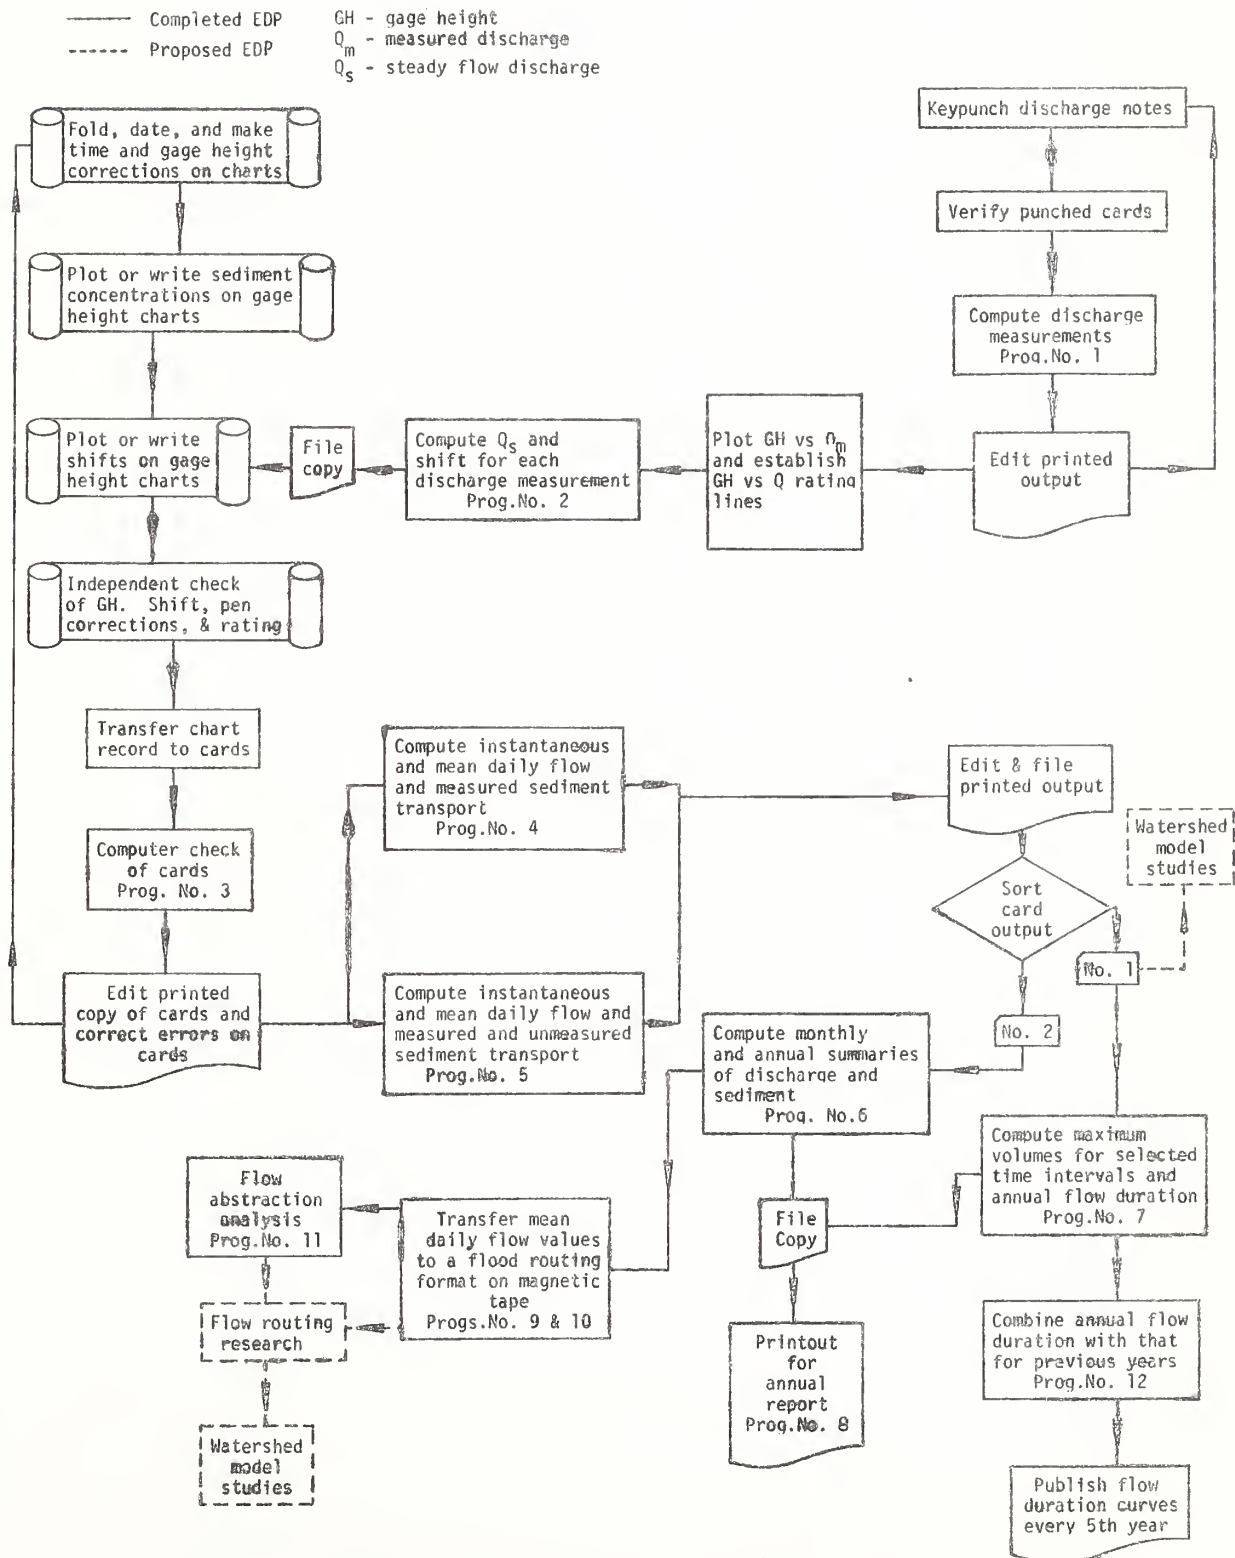 Completed EDP
Proposed EDP
GH - gage height
Qm - measured discharge
Qs - steady flow discharge
Fold, date, and make
time and gage height
corrections on charts
Plot or write sediment
concentrations on gage
height charts
Plot or write
shifts on gage
height charts
Independent check
of GH. Shift, pen
corrections, & rating
Transfer chart
record to cards
Computer check
of cards
Prog. No. 3
Edit printed
copy of cards and
correct errors on
cards
Keypunch discharge notes
Verify punched cards
Compute discharge
measurements
Prog.No. 1
Edit printed
output
Plot GH vs Qm
and establish
GH vs Q rating
lines
Compute Qs and
shift for each
discharge measurement
Prog.No. 2
File
copy
Compute instantaneous
and mean daily flow
and measured sediment
transport
Prog.No. 4
Compute instantaneous
and mean daily flow and
measured and unmeasured
sediment transport
Prog.No. 5
Edit & file
printed output
Sort
card
output
Watershed
model
studies
No. 1
No. 2
Compute monthly
and annual summaries
of discharge and
sediment
Prog. No.6
Compute maximum
volumes for selected
time intervals and
annual flow duration
Prog.No. 7
File
Copy
Printout
for
annual
report
Prog.No. 8
Combine annual flow
duration with that
for previous years
Prog.No. 12
Publish flow
duration curves
every 5th year
Transfer mean
daily flow values
to a flood routing
format on magnetic
tape
Progs.No. 9 & 10
Flow
abstraction
analysis
Prog.No. 11
Flow routing
research
Watershed
model
studies